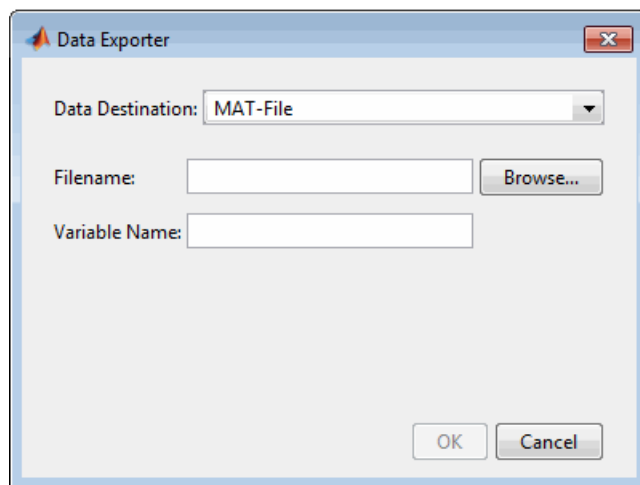 Data Exporter
Data Destination: MAT-File
Filename: Browse...
Variable Name:
OK Cancel